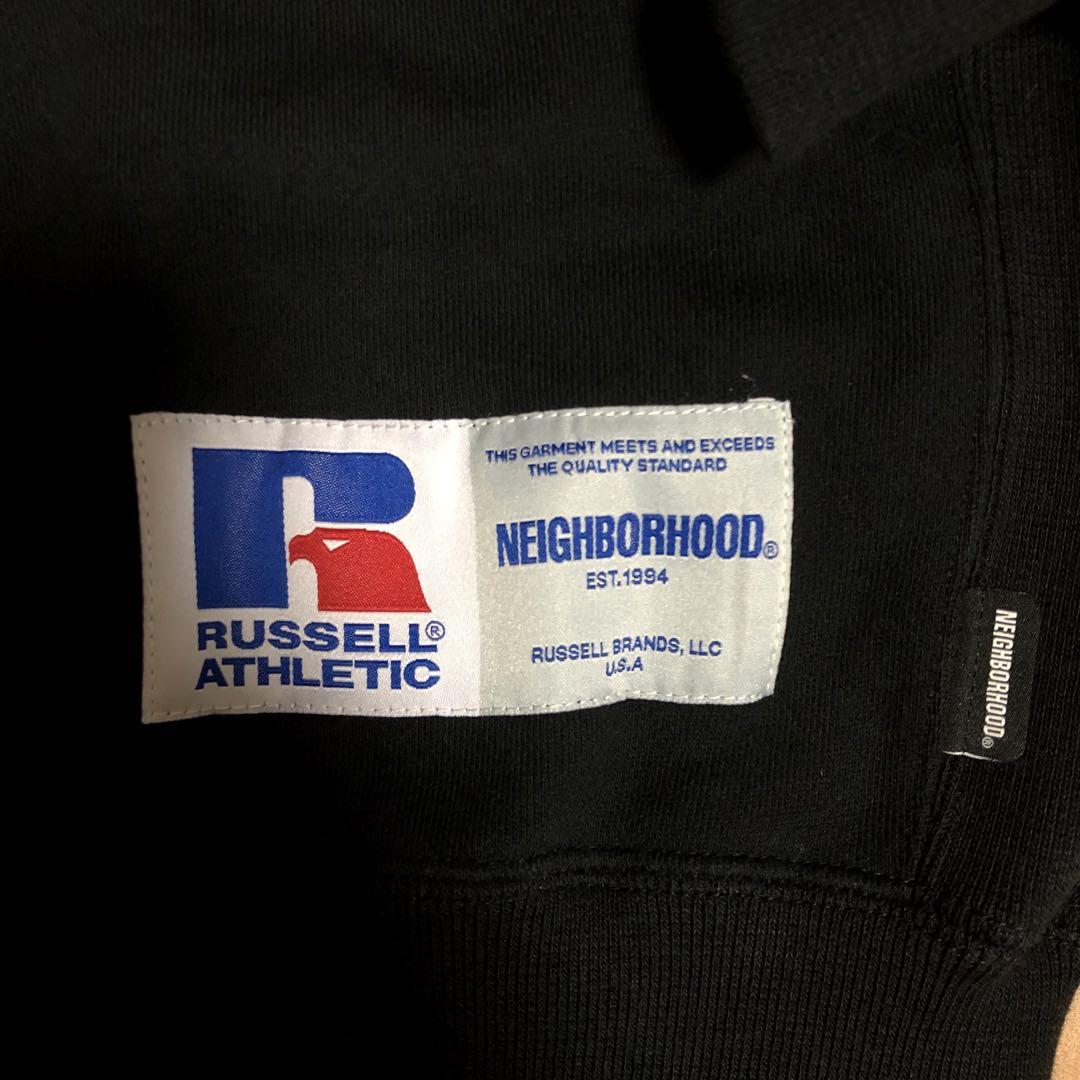 RUSSELL®
ATHLETIC
THIS GARMENT MEETS AND EXCEEDS
THE QUALITY STANDARD
NEIGHBORHOOD®
EST.1994
RUSSELL BRANDS, LLC
U.S.A
NEIGHBORHOOD®